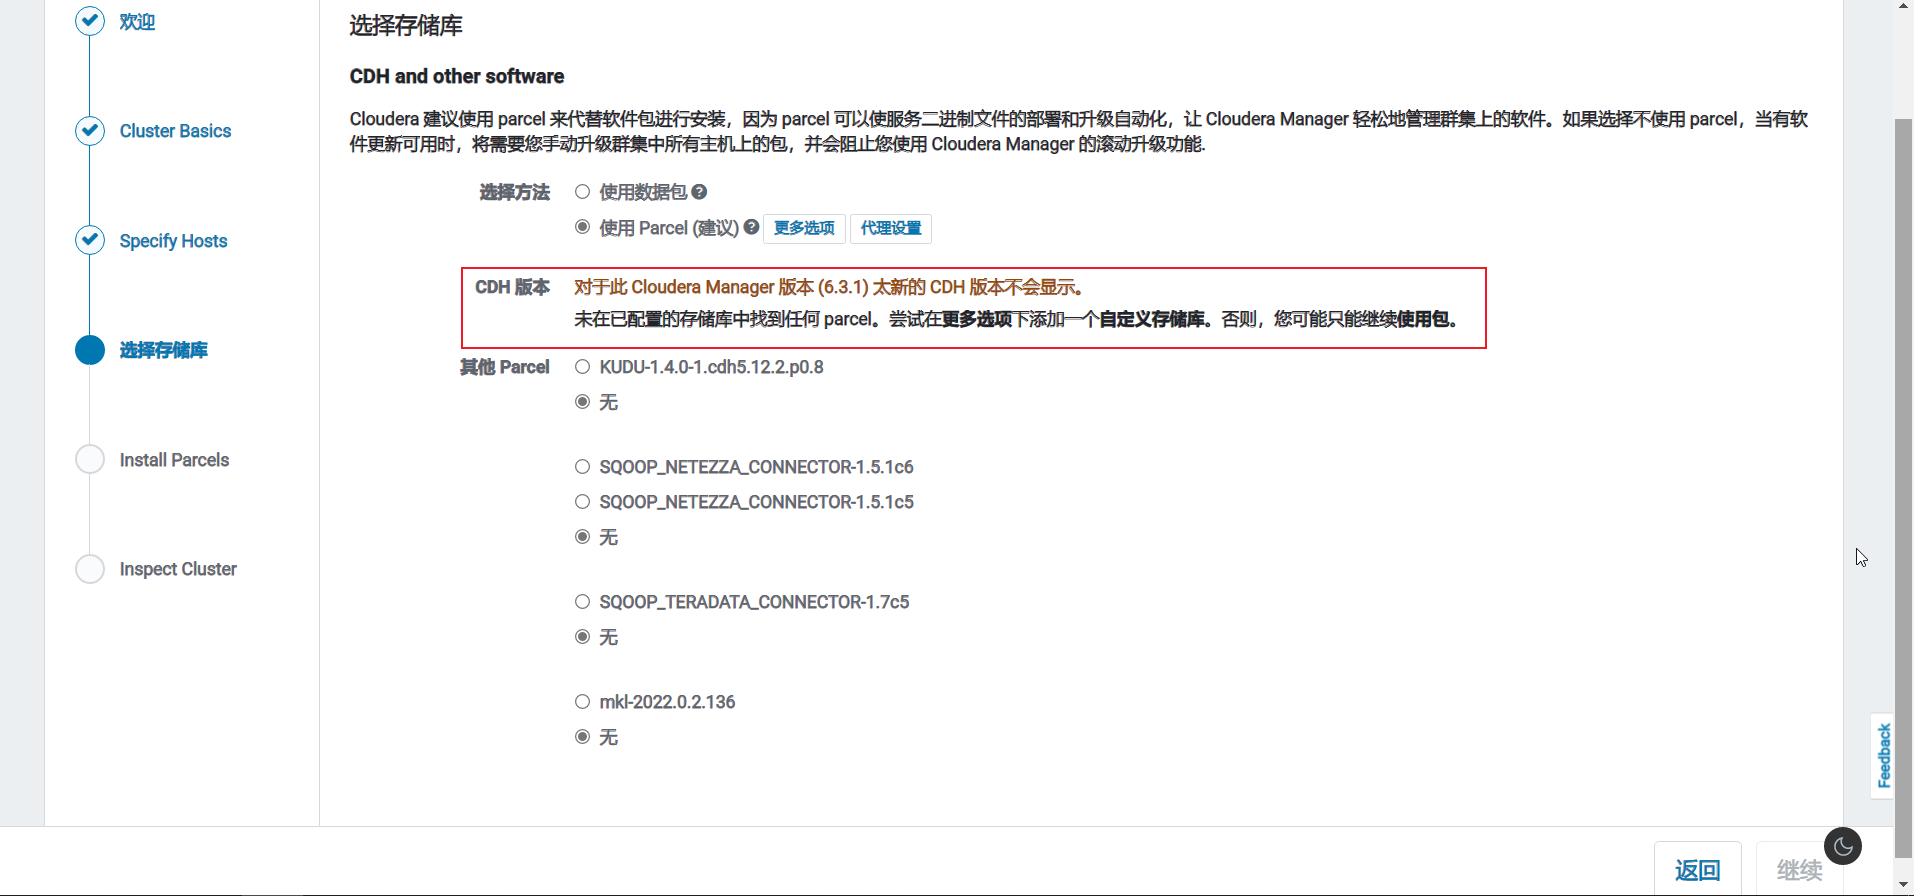 欢迎
Cluster Basics
Specify Hosts
选择存储库
Install Parcels
Inspect Cluster
选择存储库
CDH and other software
Cloudera 建议使用 parcel 来代替软件包进行安装，因为 parcel 可以使服务二进制文件的部署和升级自动化，让 Cloudera Manager 轻松地管理群集上的软件。如果选择不使用 parcel，当有软
件更新可用时，将需要您手动升级群集中所有主机上的包，并会阻止您使用 Cloudera Manager 的滚动升级功能.
选择方法
使用数据包
使用 Parcel (建议) 更多选项 代理设置
CDH 版本 对于此 Cloudera Manager 版本 (6.3.1) 太新的 CDH 版本不会显示。
未在已配置的存储库中找到任何 parcel。尝试在更多选项下添加一个自定义存储库。否则，您可能只能继续使用包。
其他 Parcel KUDU-1.4.0-1.cdh5.12.2.p0.8
无
SQOOP_NETEZZA_CONNECTOR-1.5.1c6
SQOOP_NETEZZA_CONNECTOR-1.5.1c5
无
SQOOP_TERADATA_CONNECTOR-1.7c5
无
mkl-2022.0.2.136
无
Feedback
返回 继续